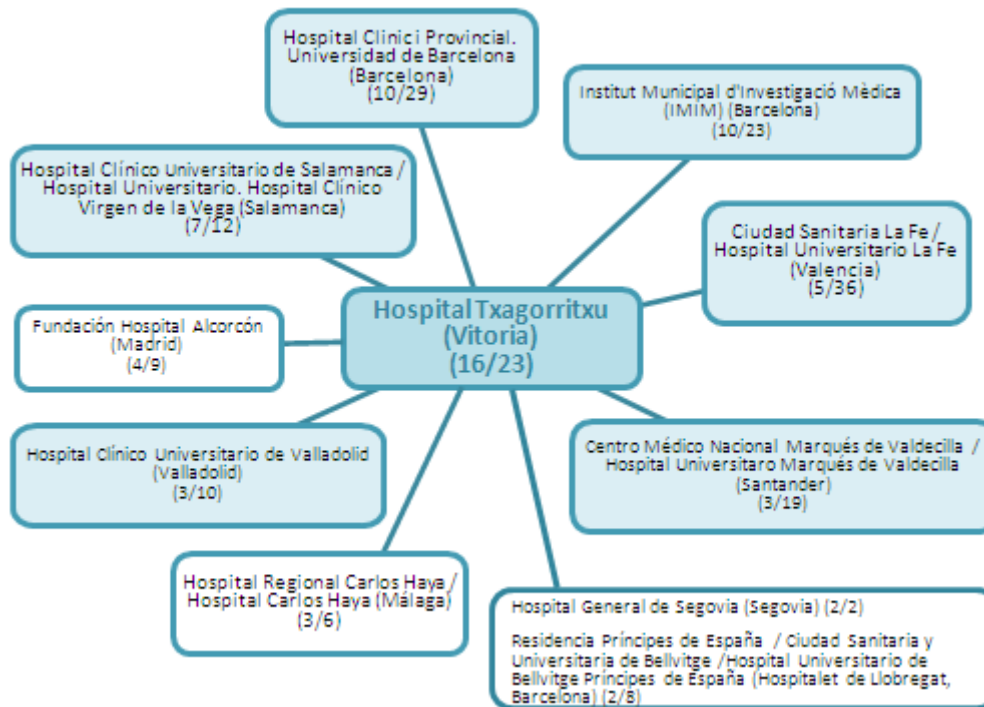 Hospital Clinic i Provincial.
Universidad de Barcelona
(Barcelona)
(10/29)
Institut Municipal d'Investigació Mèdica
(IMIM) (Barcelona)
(10/23)
Hospital Clínico Universitario de Salamanca /
Hospital Universitario. Hospital Clínico
Virgen de la Vega (Salamanca)
(7/12)
Ciudad Sanitaria La Fe /
Hospital Universitario La Fe
(Valencia)
(5/36)
Hospital Txagorritxu
(Vitoria)
(16/23)
Fundación Hospital Alcorcón
(Madrid)
(4/9)
Hospital Clínico Universitario de Valladolid
(Valladolid)
(3/10)
Centro Médico Nacional Marqués de Valdecilla /
Hospital Universitaro Marqués de Valdecilla
(Santander)
(3/19)
Hospital Regional Carlos Haya /
Hospital Carlos Haya (Málaga)
(3/6)
Hospital General de Segovia (Segovia) (2/2)
Residencia Príncipes de España / Ciudad Sanitaria y
Universitaria de Bellvitge /Hospital Universitario de
Bellvitge Príncipes de España (Hospitalet de Llobregat,
Barcelona) (2/8)